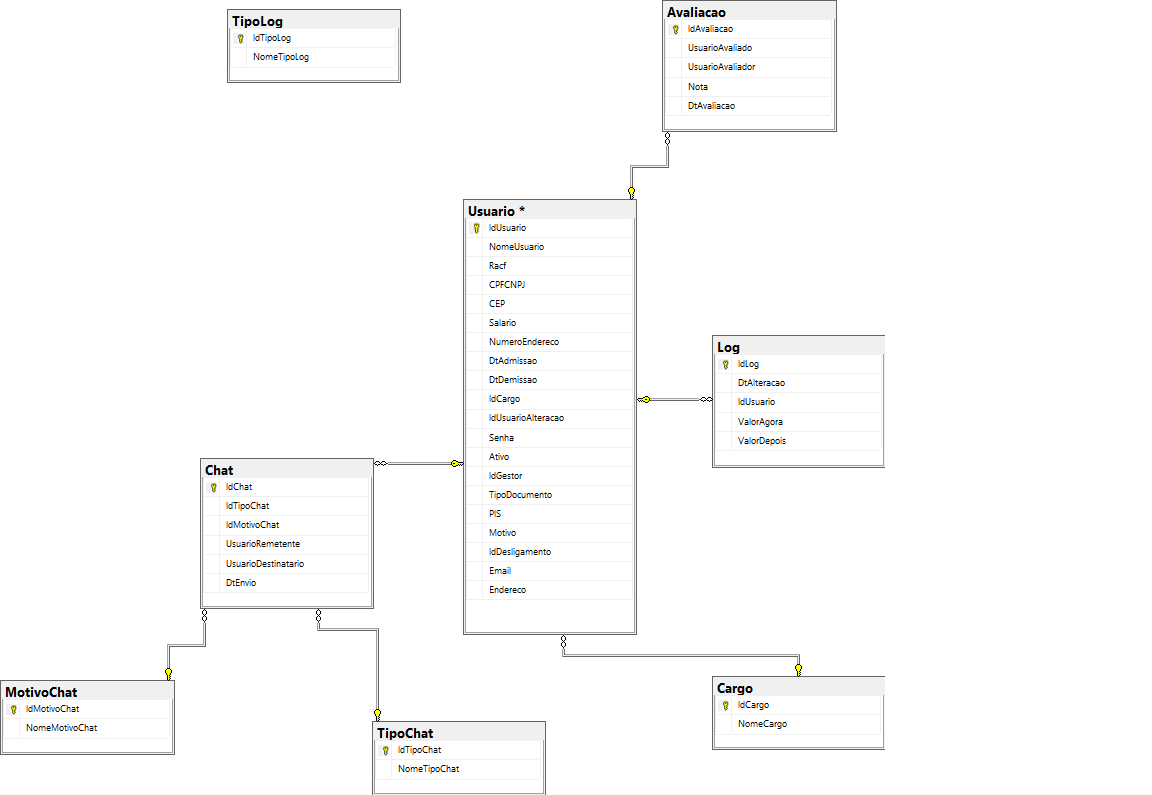 TipoLog
IdTipoLog
NomeTipoLog
Avaliacao
IdAvaliacao
UsuarioAvaliado
UsuarioAvaliador
Nota
DtAvaliacao
Usuario *
IdUsuario
NomeUsuario
Racf
CPFCNPJ
CEP
Salario
NumeroEndereco
DtAdmissao
DtDemissao
IdCargo
IdUsuarioAlteracao
Senha
Ativo
IdGestor
TipoDocumento
PIS
Motivo
IdDesligamento
Email
Endereco
Log
IdLog
DtAlteracao
IdUsuario
ValorAgora
ValorDepois
Chat
IdChat
IdTipoChat
IdMotivoChat
UsuarioRemetente
UsuarioDestinatario
DtEnvio
MotivoChat
IdMotivoChat
NomeMotivoChat
TipoChat
IdTipoChat
NomeTipoChat
Cargo
IdCargo
NomeCargo